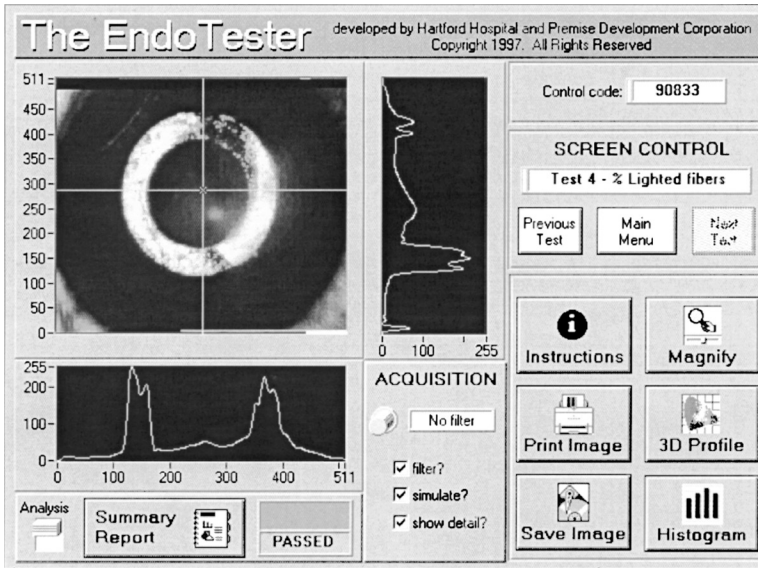 The EndoTester
developed by Hartford Hospital and Premise Development Corporation
Copyright 1997. All Rights Reserved
511
450
400
350
300
250
200
150
100
50
0
0 100 255
255
200
100
0
0 100 200 300 400 511
Control code: 90833
SCREEN CONTROL
Test 4 - % Lighted fibers
Previous Test
Main Menu
Next Test
Instructions
Magnify
Print Image
3D Profile
Save Image
Histogram
ACQUISITION
No filter
filter?
simulate?
show detail?
Analysis
Summary Report
PASSED